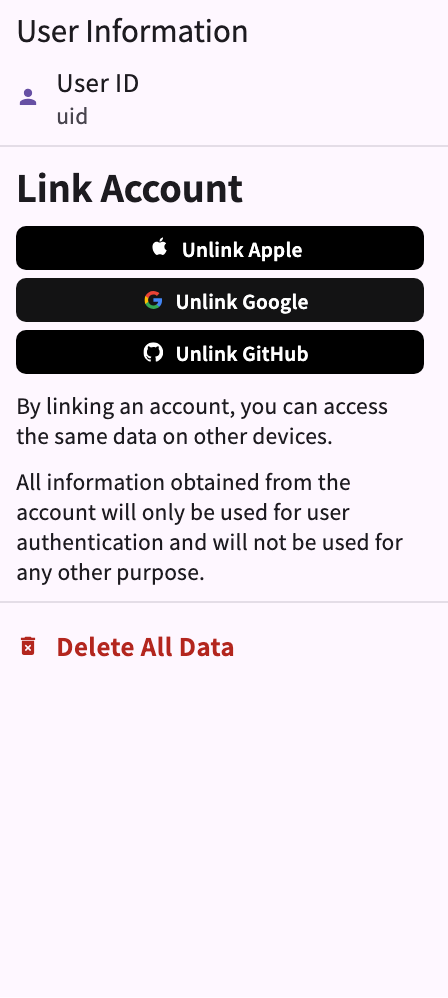 User Information
User ID
uid
Link Account
Unlink Apple
Unlink Google
Unlink GitHub
By linking an account, you can access
the same data on other devices.
All information obtained from the
account will only be used for user
authentication and will not be used for
any other purpose.
Delete All Data